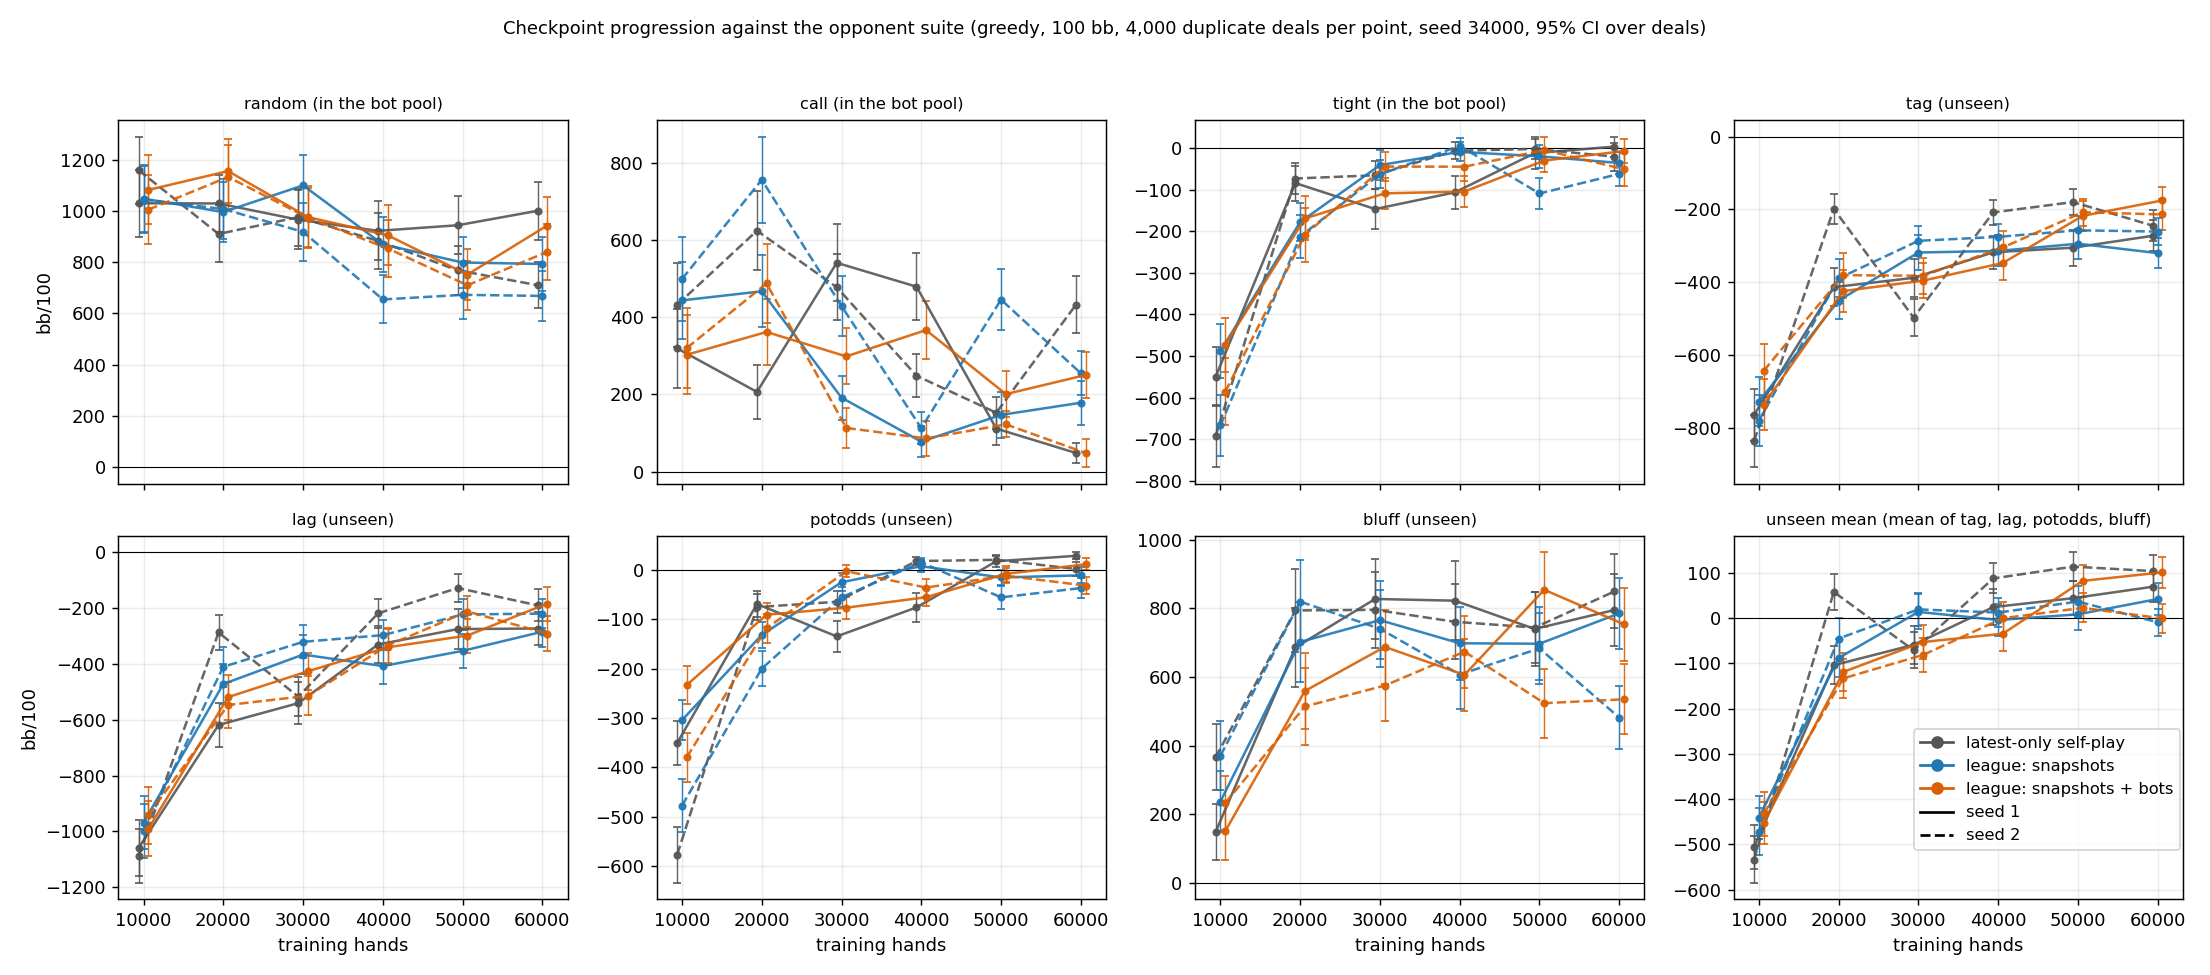 Checkpoint progression against the opponent suite (greedy, 100 bb, 4,000 duplicate deals per point, seed 34000, 95% CI over deals)
random (in the bot pool)
call (in the bot pool)
tight (in the bot pool)
tag (unseen)
bb/100
1200
1000
800
600
400
200
0
800
600
400
200
0
0
−100
−200
−300
−400
−500
−600
−700
−800
0
−200
−400
−600
−800
lag (unseen)
potodds (unseen)
bluff (unseen)
unseen mean (mean of tag, lag, potodds, bluff)
bb/100
0
−200
−400
−600
−800
−1000
−1200
0
−100
−200
−300
−400
−500
−600
1000
800
600
400
200
0
100
0
−100
−200
−300
−400
−500
−600
latest-only self-play
league: snapshots
league: snapshots + bots
seed 1
seed 2
10000 20000 30000 40000 50000 60000
10000 20000 30000 40000 50000 60000
10000 20000 30000 40000 50000 60000
10000 20000 30000 40000 50000 60000
training hands
training hands
training hands
training hands